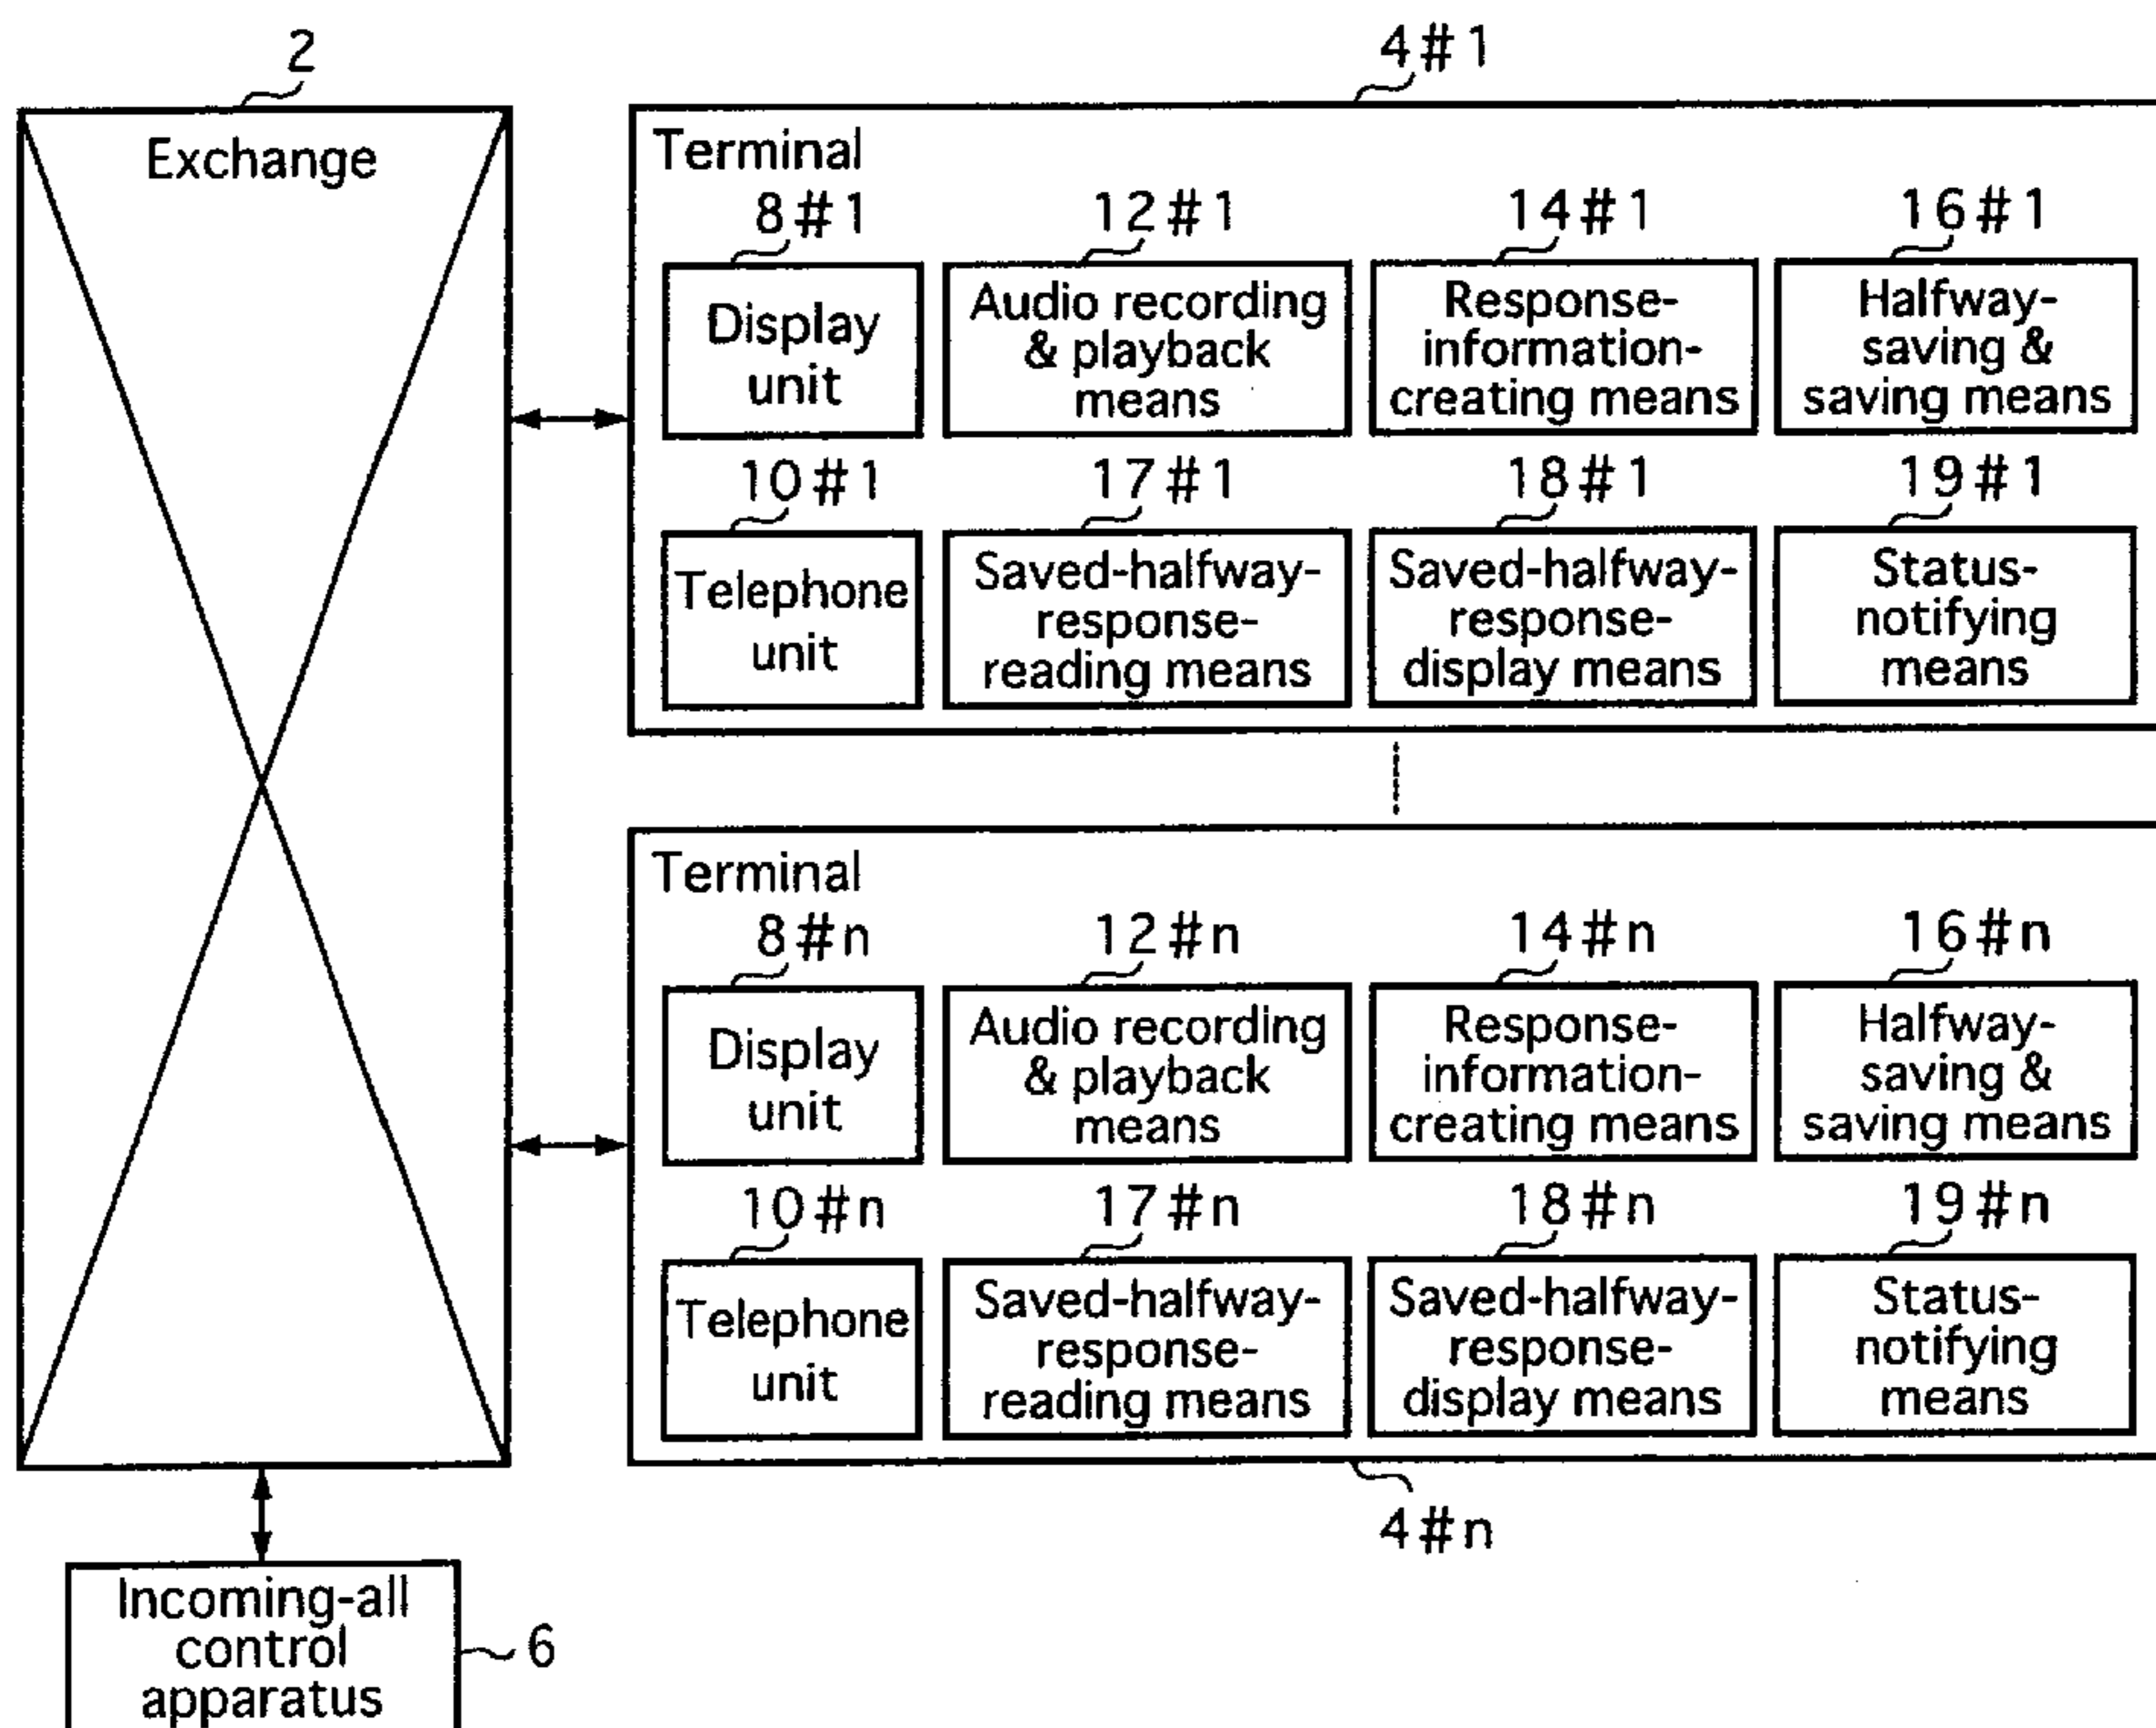 2
Exchange
4#1
Terminal
8#1
12#1
14#1
16#1
Display
unit
Audio recording
& playback
means
Response-
information-
creating means
Halfway-
saving &
saving means
10#1
17#1
18#1
19#1
Telephone
unit
Saved-halfway-
response-
reading means
Saved-halfway-
response-
display means
Status-
notifying
means
Terminal
8#n
12#n
14#n
16#n
Display
unit
Audio recording
& playback
means
Response-
information-
creating means
Halfway-
saving &
saving means
10#n
17#n
18#n
19#n
Telephone
unit
Saved-halfway-
response-
reading means
Saved-halfway-
response-
display means
Status-
notifying
means
4#n
Incoming-all
control
apparatus
6